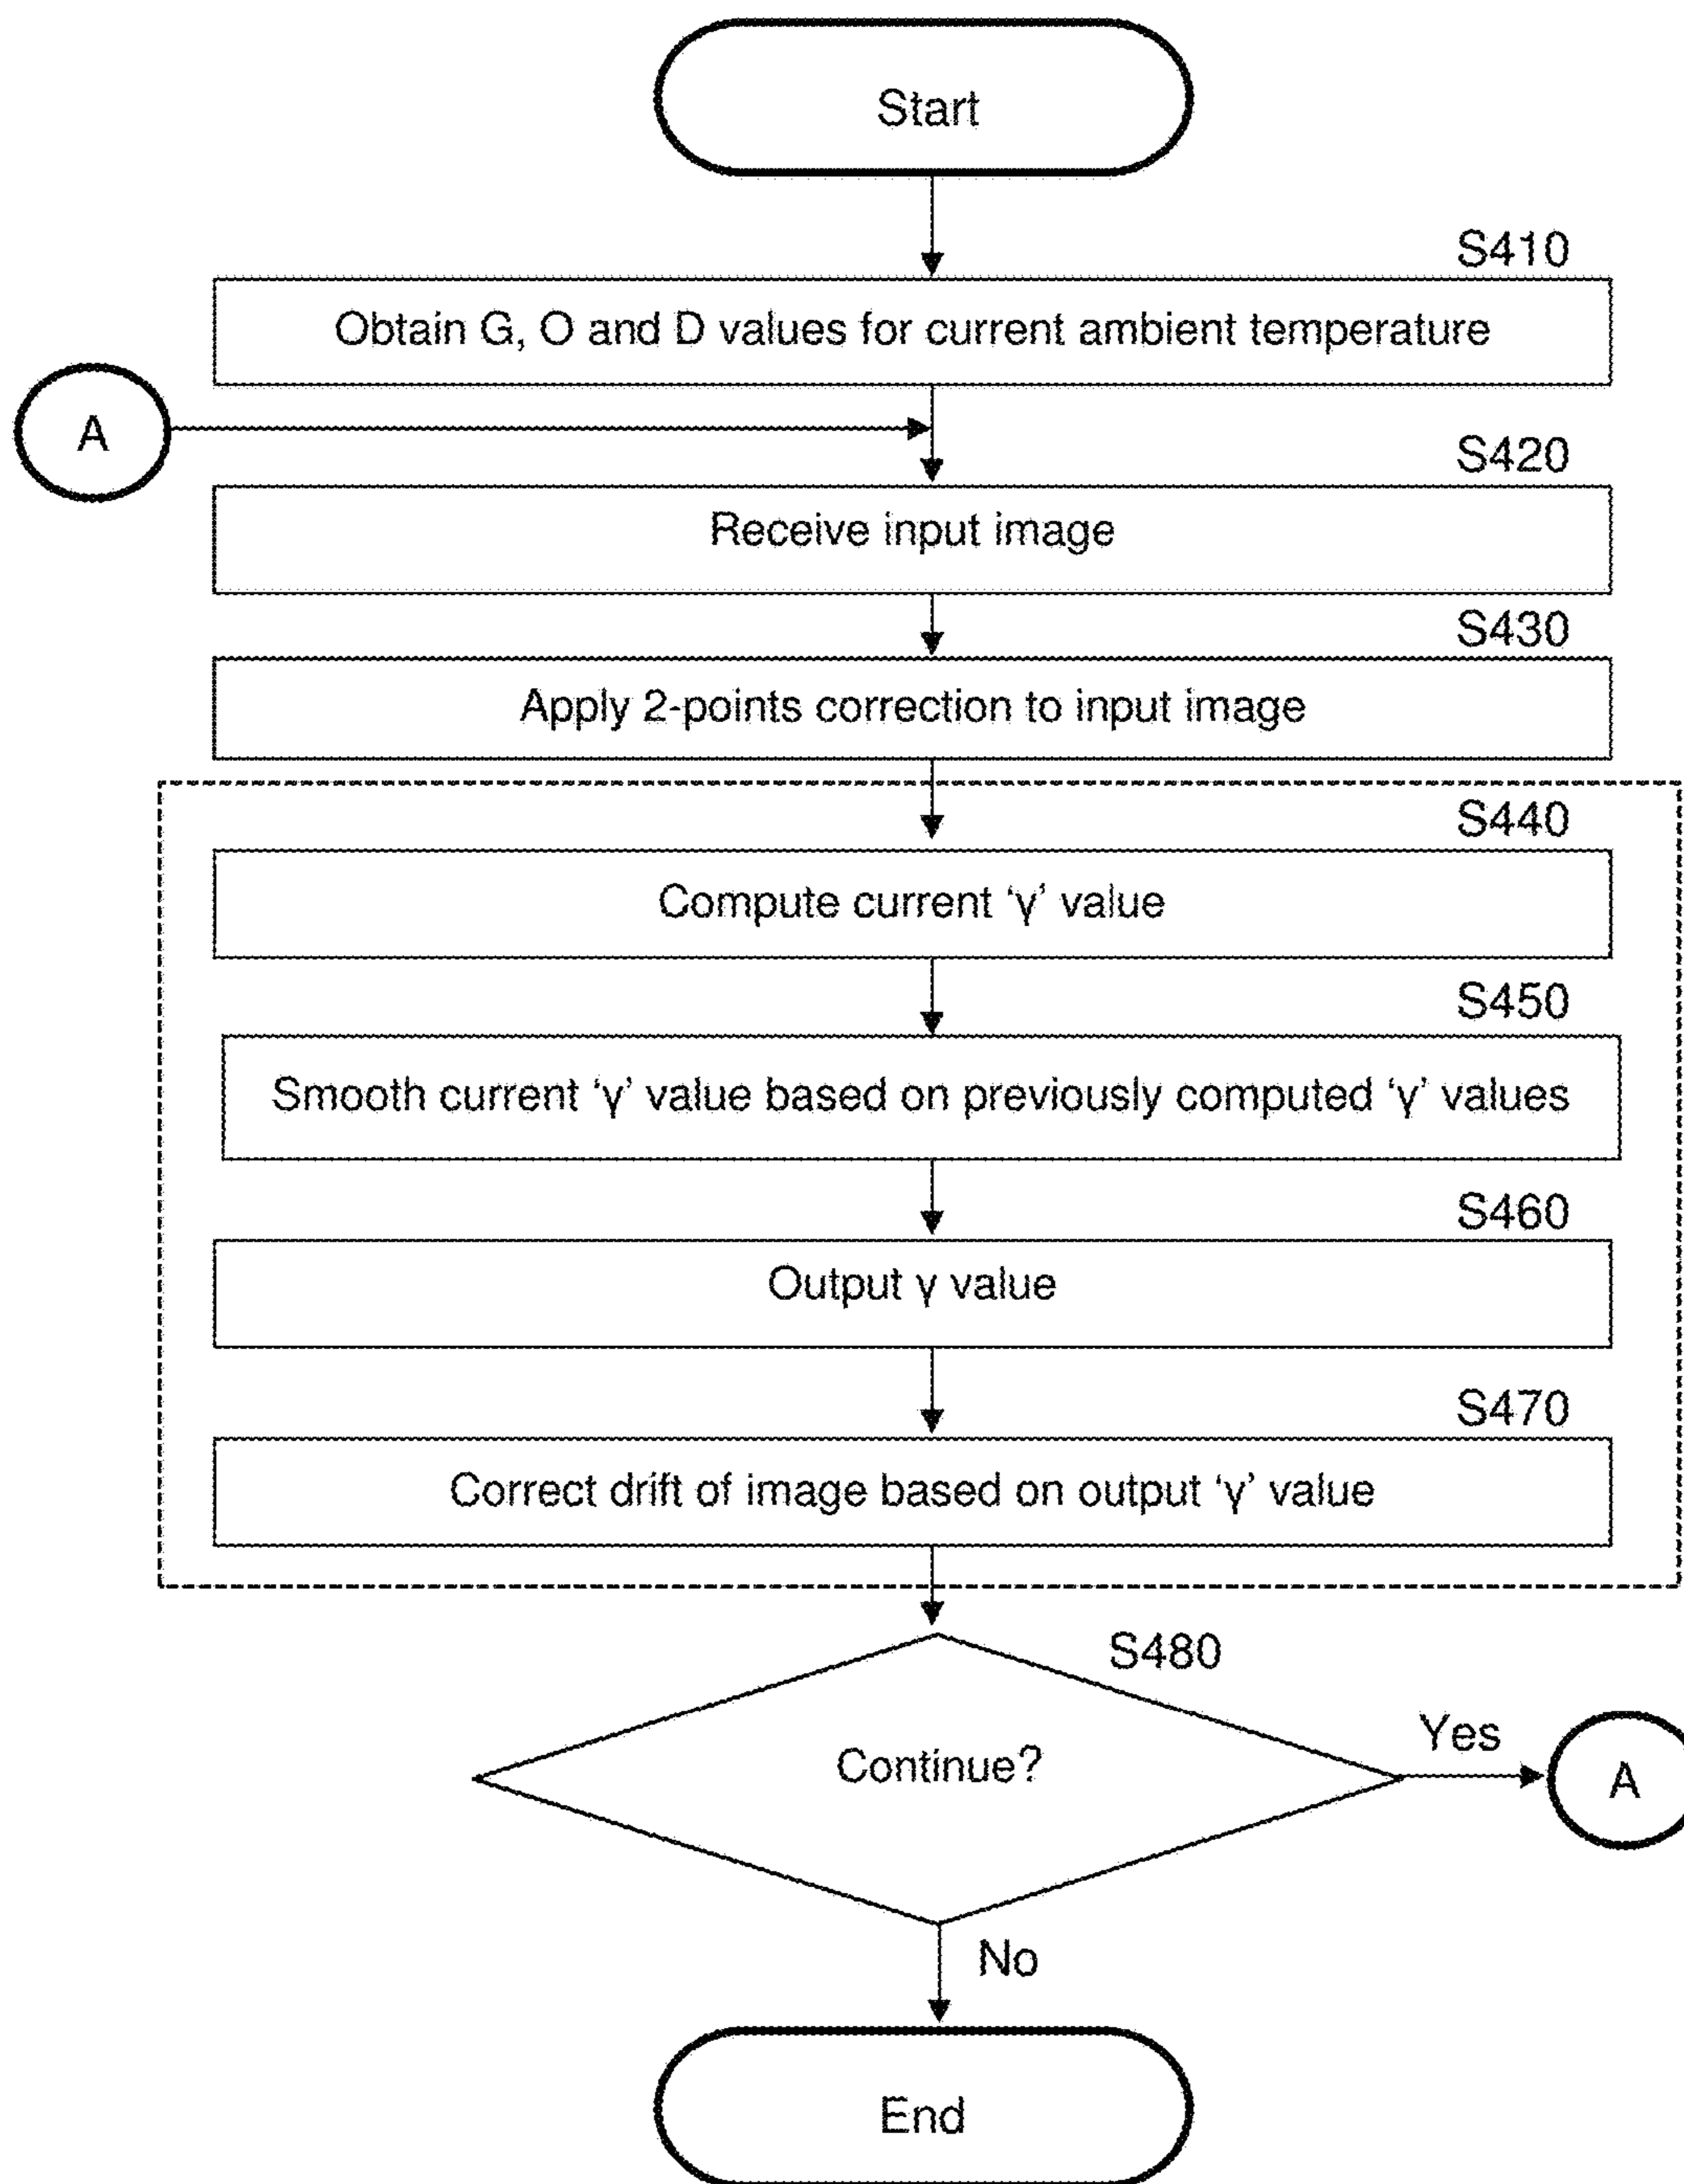 Start
S410
Obtain G, O and D values for current ambient temperature
A
S420
Receive input image
S430
Apply 2-points correction to input image
S440
Compute current ‘γ’ value
S450
Smooth current ‘γ’ value based on previously computed ‘γ’ values
S460
Output γ value
S470
Correct drift of image based on output ‘γ’ value
S480
Continue?
Yes
A
No
End